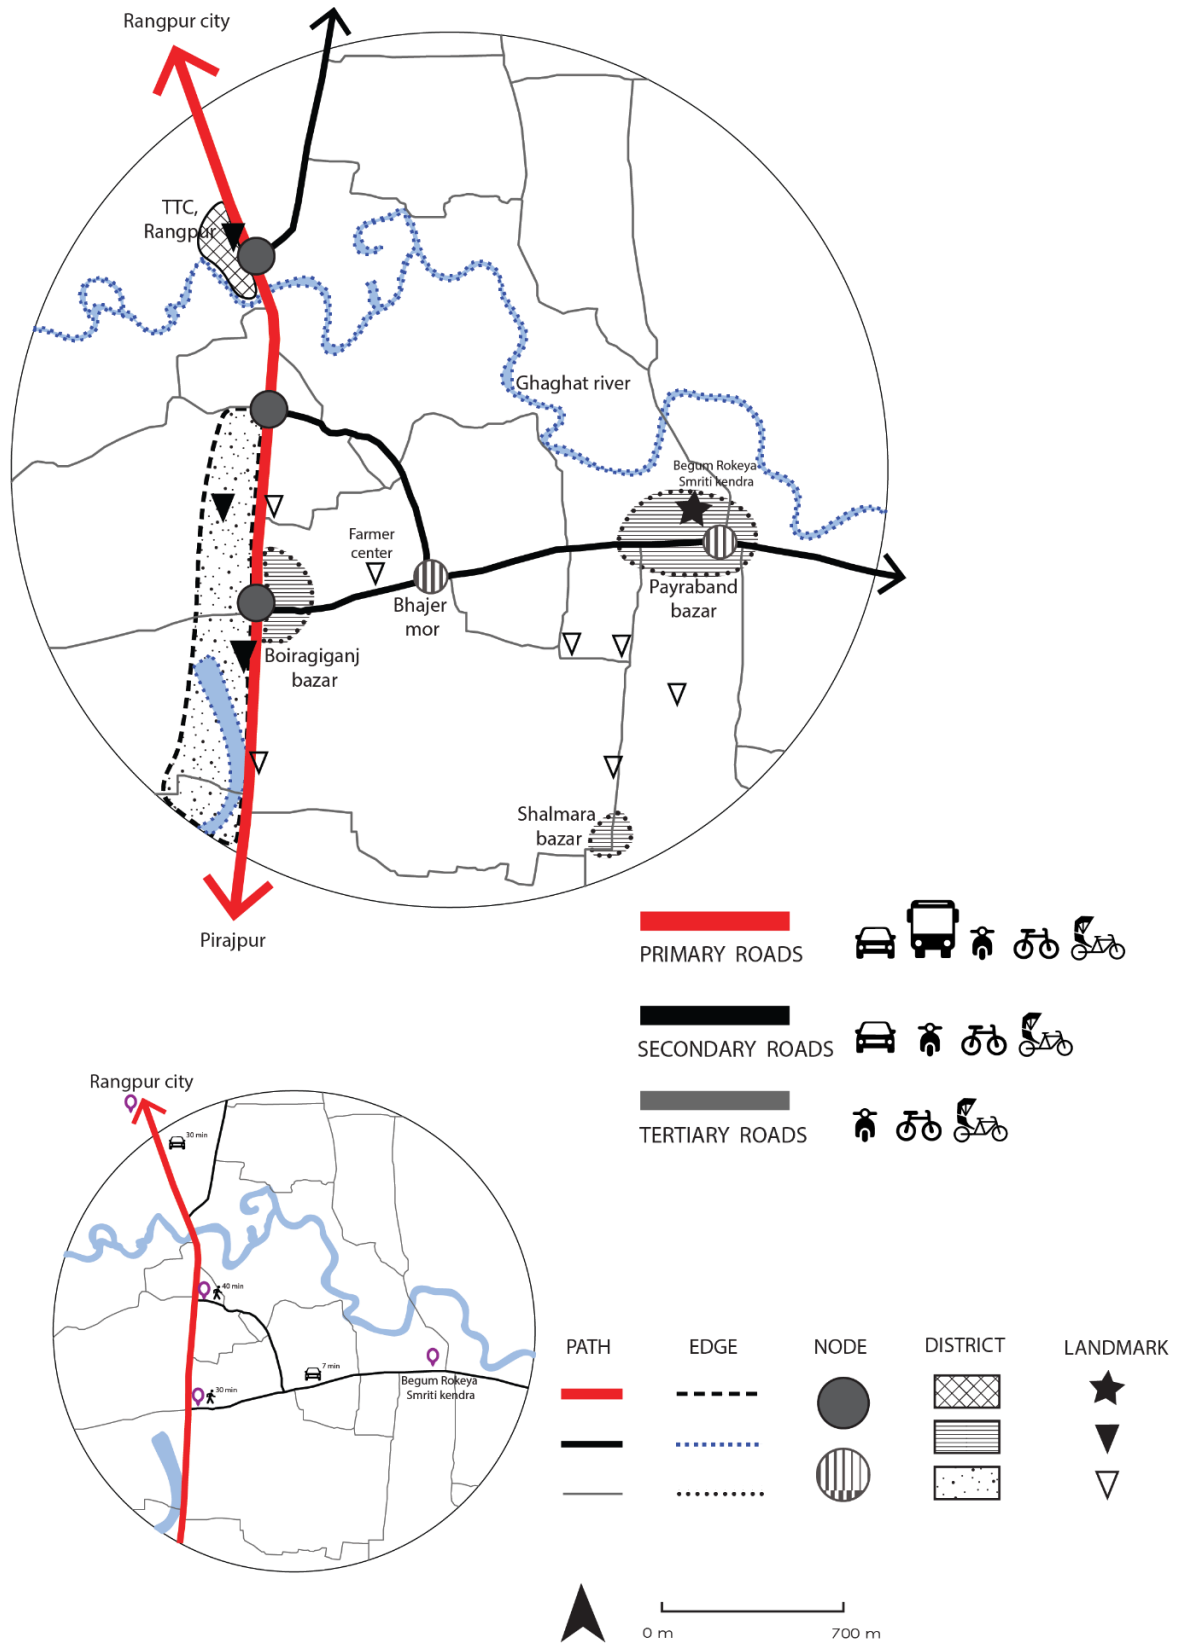 Rangpur city
TTC,
Rangpur
Ghaghat river
Begum Rokeya
Smriti kendra
Farmer
center
Bhajer
mor
Payraband
bazar
Boiragiganj
bazar
Shalmara
bazar
Pirajpur
PRIMARY ROADS
SECONDARY ROADS
TERTIARY ROADS
Rangpur city
30 min
40 min
7 min
30 min
Begum Rokeya
Smriti kendra
PATH EDGE NODE DISTRICT LANDMARK
0 m 700 m